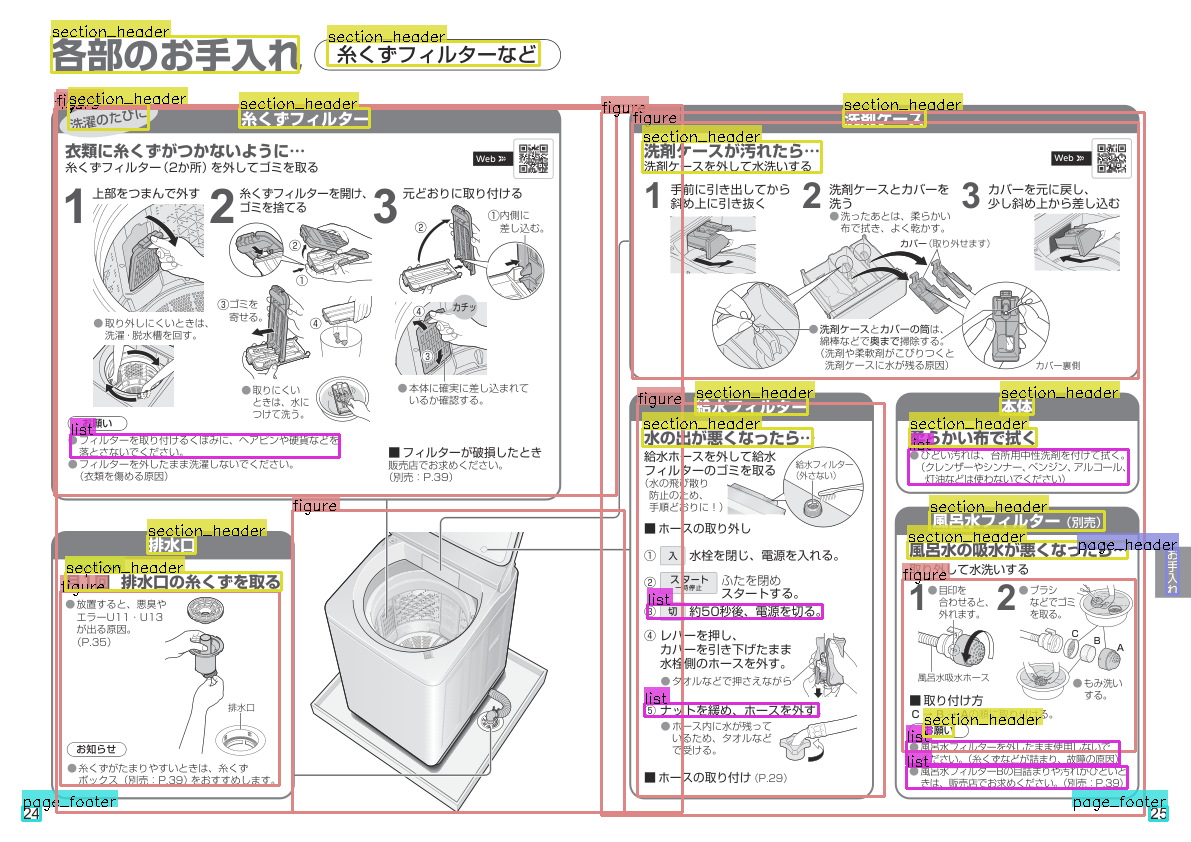 section_header
各部のお手入れ
section_header
糸くずフィルターなど
section_header
洗濯のたびに
section_header
糸くずフィルター
衣類に糸くずがつかないように…
糸くずフィルター(2か所)を外してゴミを取る
Web
1 上部をつまんで外す
●取り外しにくいときは、
洗濯・脱水槽を回す。
2 糸くずフィルターを開け、
ゴミを捨てる
②
①
③ゴミを
寄せる。
④
●取りにくい
ときは、水に
つけて洗う。
3 元どおりに取り付ける
①内側に
差し込む。
②
カチッ
④
③
●本体に確実に差し込まれて
いるか確認する。
list
●フィルターを取り付けるくぼみに、ヘアピンや硬貨などを
落とさないでください。
●フィルターを外したまま洗濯しないでください。
(衣類を傷める原因)
■フィルターが破損したとき
販売店でお求めください。
(別売:P.39)
section_header
排水口
section_header
figure
排水口の糸くずを取る
●放置すると、悪臭や
エラーU11・U13
が出る原因。
(P.35)
排水口
お知らせ
●糸くずがたまりやすいときは、糸くず
ボックス(別売:P.39)をおすすめします。
figure
page_footer
24
figure
figure
section_header
洗剤ケース
section_header
洗剤ケースが汚れたら…
洗剤ケースを外して水洗いする
Web
1 手前に引き出してから
斜め上に引き抜く
2 洗剤ケースとカバーを
洗う
●洗ったあとは、柔らかい
布で拭き、よく乾かす。
カバー(取り外せます)
●洗剤ケースとカバーの筒は、
綿棒などで奥まで掃除する。
(洗剤や柔軟剤がこびりつくと
洗剤ケースに水が残る原因)
3 カバーを元に戻し、
少し斜め上から差し込む
カバー裏側
figure
section_header
給水フィルター
section_header
水の出が悪くなったら…
給水ホースを外して給水
フィルターのゴミを取る
(水の飛び散り
防止のため、
手順どおりに!)
給水フィルター
(外さない)
■ホースの取り外し
① 入 水栓を閉じ、電源を入れる。
② スタート ふたを閉め
スタートする。
list
③ 切 約50秒後、電源を切る。
④ レバーを押し、
カバーを引き下げたまま
水栓側のホースを外す。
●タオルなどで押さえながら
list
⑤ ナットを緩め、ホースを外す
●ホース内に水が残って
いるため、タオルなど
で受ける。
■ホースの取り付け(P.29)
section_header
本体
section_header
らかい布で拭く
list
●ひどい汚れは、台所用中性洗剤を付けて拭く。
(クレンザーやシンナー、ベンジン、アルコール、
灯油などは使わないでください)
section_header
風呂水フィルター(別売)
section_header
風呂水の吸水が悪くなったら…
して水洗いする
figure
1 ●目印を
合わせると、
外れます。
風呂水吸水ホース
2 ●ブラシ
などでゴミ
を取る。
C
B
A
●もみ洗い
する。
■取り付け方
section_header
list
●風呂水フィルターを外したまま使用しないで
ださい。(糸くずなどが詰まり、故障の原因)
list
●風呂水フィルターBの目詰まりや汚れがひどいと
きは、販売店でお求めください。(別売:P.39)
page_header
お手入れ
page_footer
25